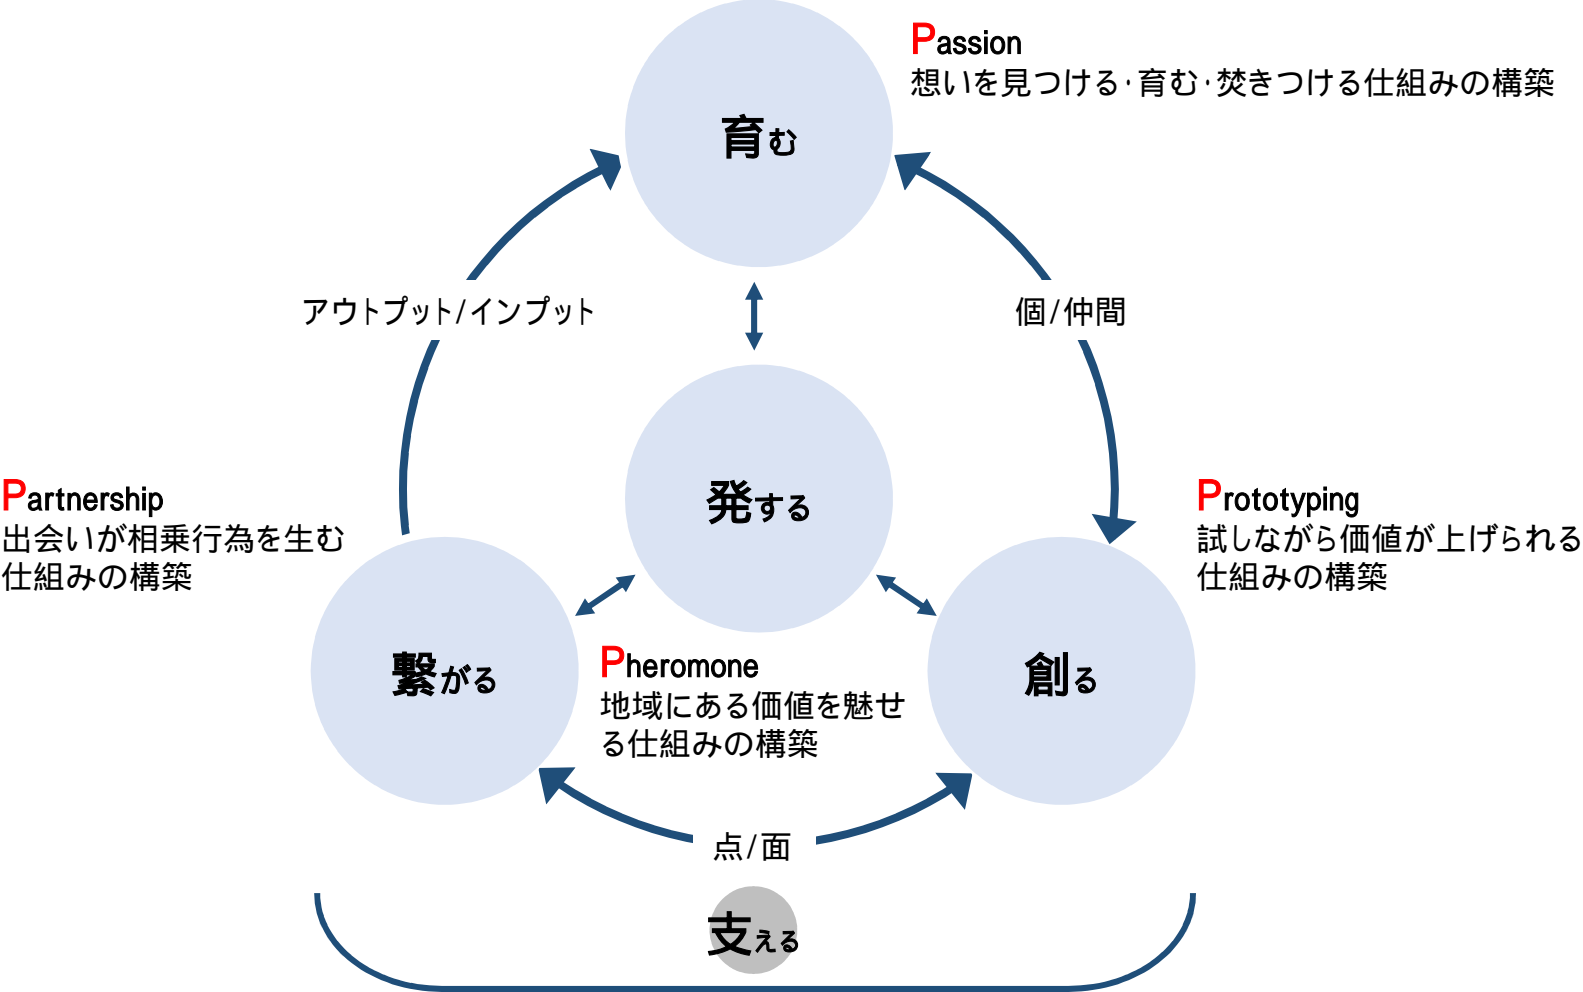 Passion
想いを見つける・育む・焚きつける仕組みの構築
育む
アウトプット/インプット
個/仲間
発する
Partnership
出会いが相乗行為を生む
仕組みの構築
Prototyping
試しながら価値が上げられる
仕組みの構築
繋がる
Pheromone
地域にある価値を魅せ
る仕組みの構築
創る
点/面
支える